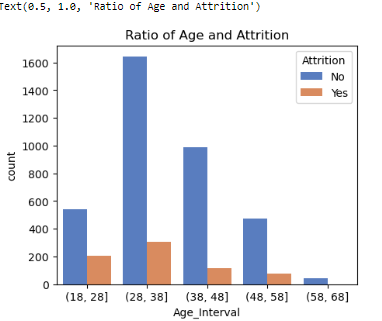 Text(0.5, 1.0, 'Ratio of Age and Attrition')
Ratio of Age and Attrition
Attrition
No
Yes
1600
1400
1200
1000
800
600
400
200
0
count
(18, 28] (28, 38] (38, 48] (48, 58] (58, 68]
Age_Interval